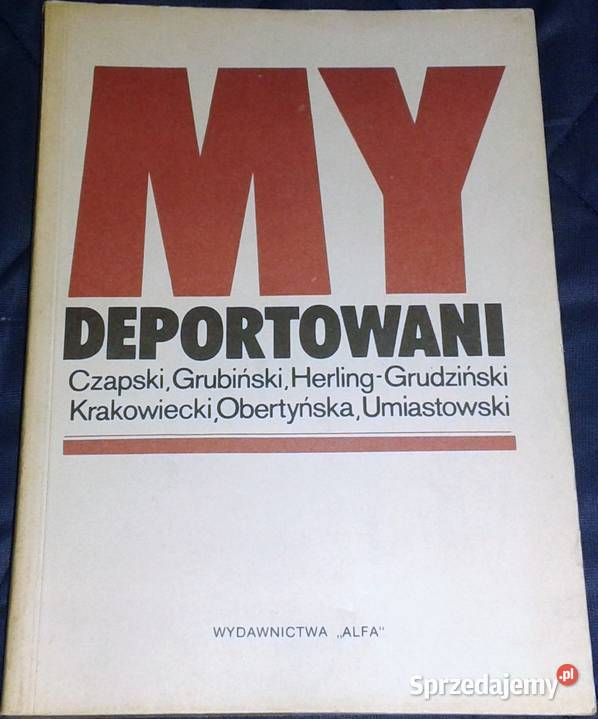 MY
DEPORTOWANI
Czapski, Grubiński, Herling-Grudziński
Krakowiecki, Obertyńska, Umiastowski
WYDAWNICTWA „ALFA"
Sprzedajemy.pl